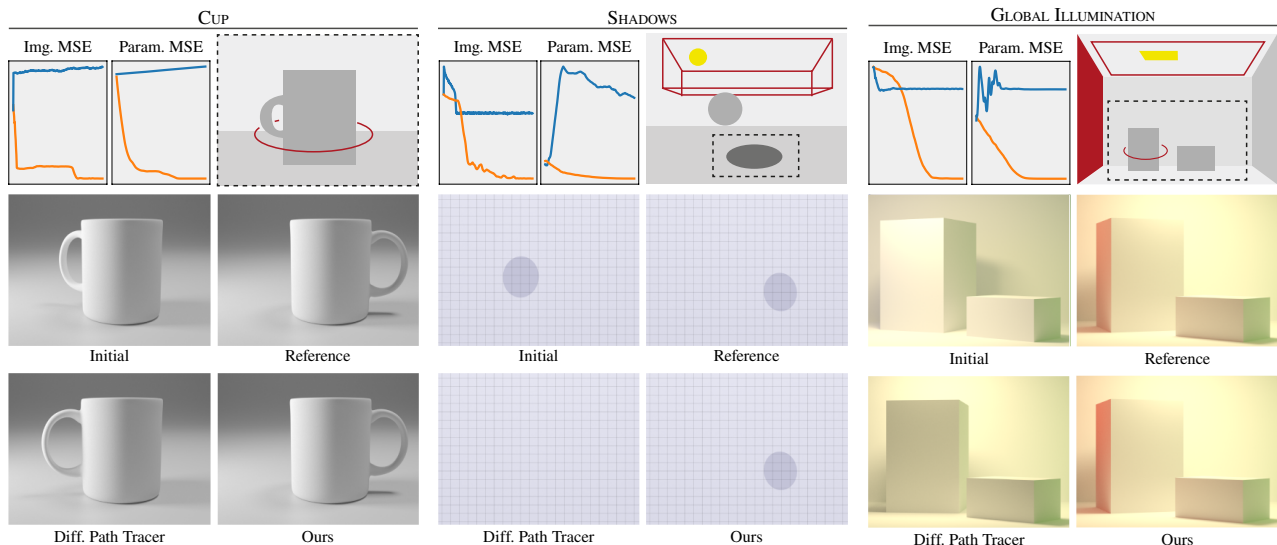 CUP
Img. MSE
Param. MSE
Initial
Reference
Diff. Path Tracer
Ours
SHADOWS
Img. MSE
Param. MSE
Initial
Reference
Diff. Path Tracer
Ours
GLOBAL ILLUMINATION
Img. MSE
Param. MSE
Initial
Reference
Diff. Path Tracer
Ours